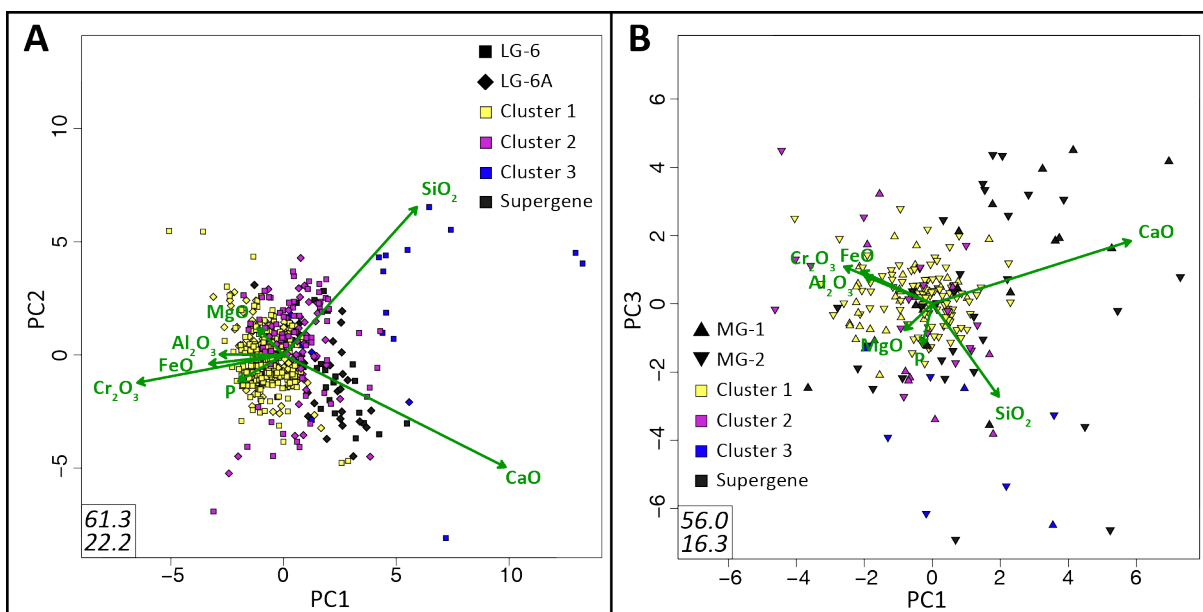 A
LG-6
LG-6A
Cluster 1
Cluster 2
Cluster 3
Supergene
SiO₂
MgO
Al₂O₃
FeO
Cr₂O₃
P
CaO
10
5
0
−5
PC2
61.3
22.2
−5
0
5
10
PC1
B
CaO
Cr₂O₃
FeO
Al₂O₃
MgO
P
SiO₂
MG-1
MG-2
Cluster 1
Cluster 2
Cluster 3
Supergene
6
4
2
0
−2
−4
−6
PC3
56.0
16.3
−6
−4
−2
0
2
4
6
PC1